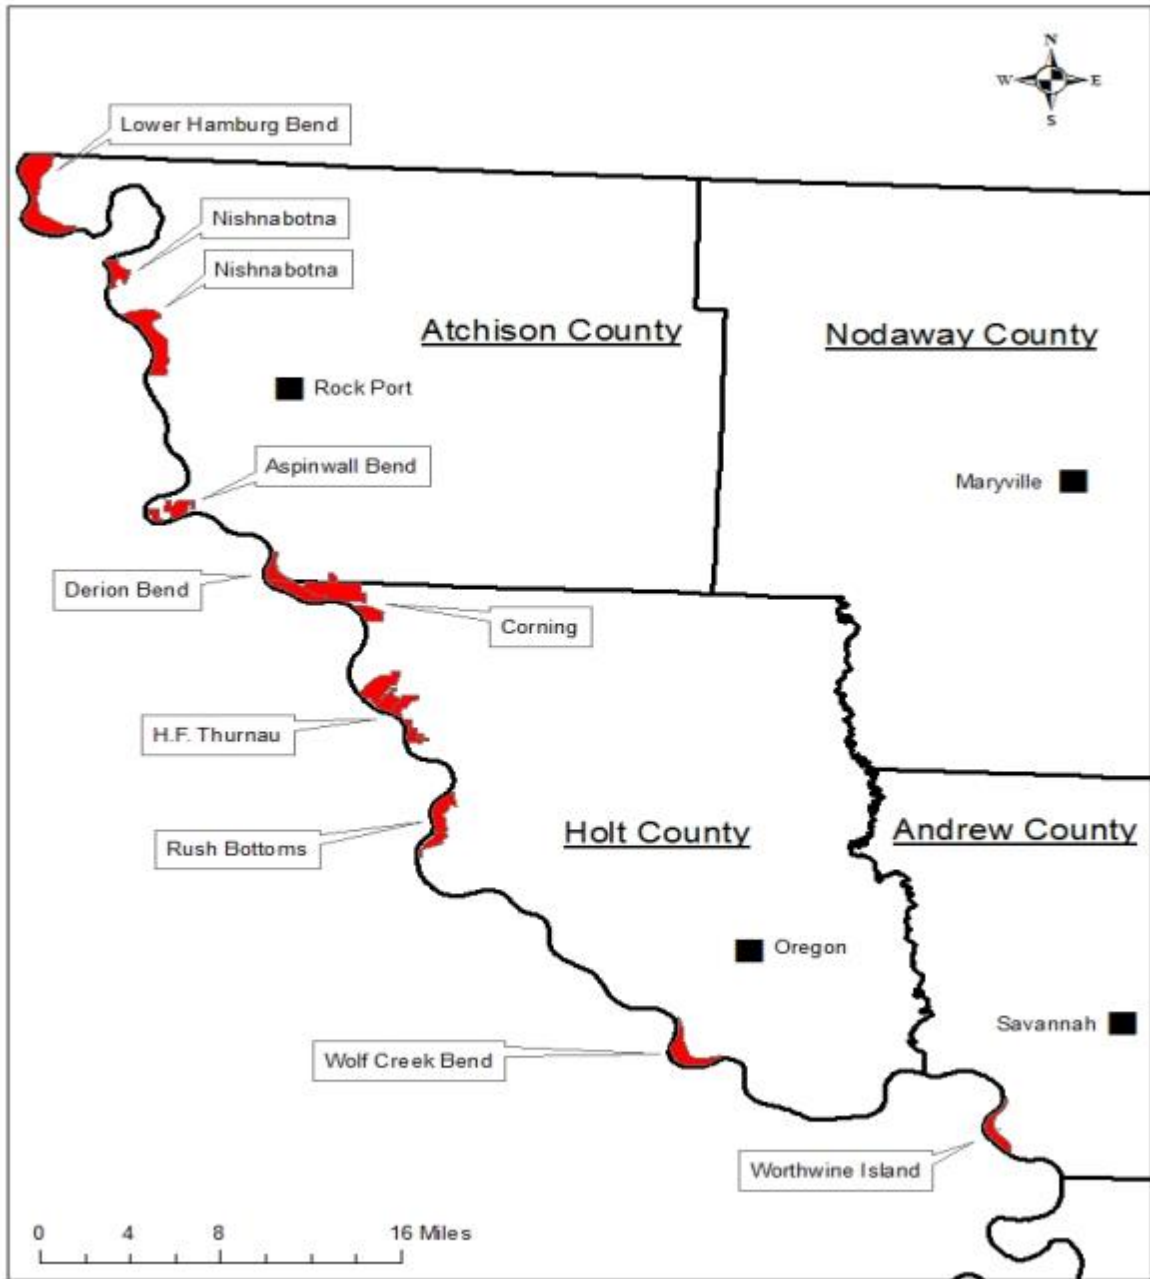 N
W E
S
Lower Hamburg Bend
Nishnabotna
Nishnabotna
Atchison County
Nodaway County
Rock Port
Aspinwall Bend
Maryville
Derion Bend
Corning
H.F. Thurnau
Rush Bottoms
Holt County
Andrew County
Oregon
Savannah
Wolf Creek Bend
Worthwine Island
0 4 8 16 Miles